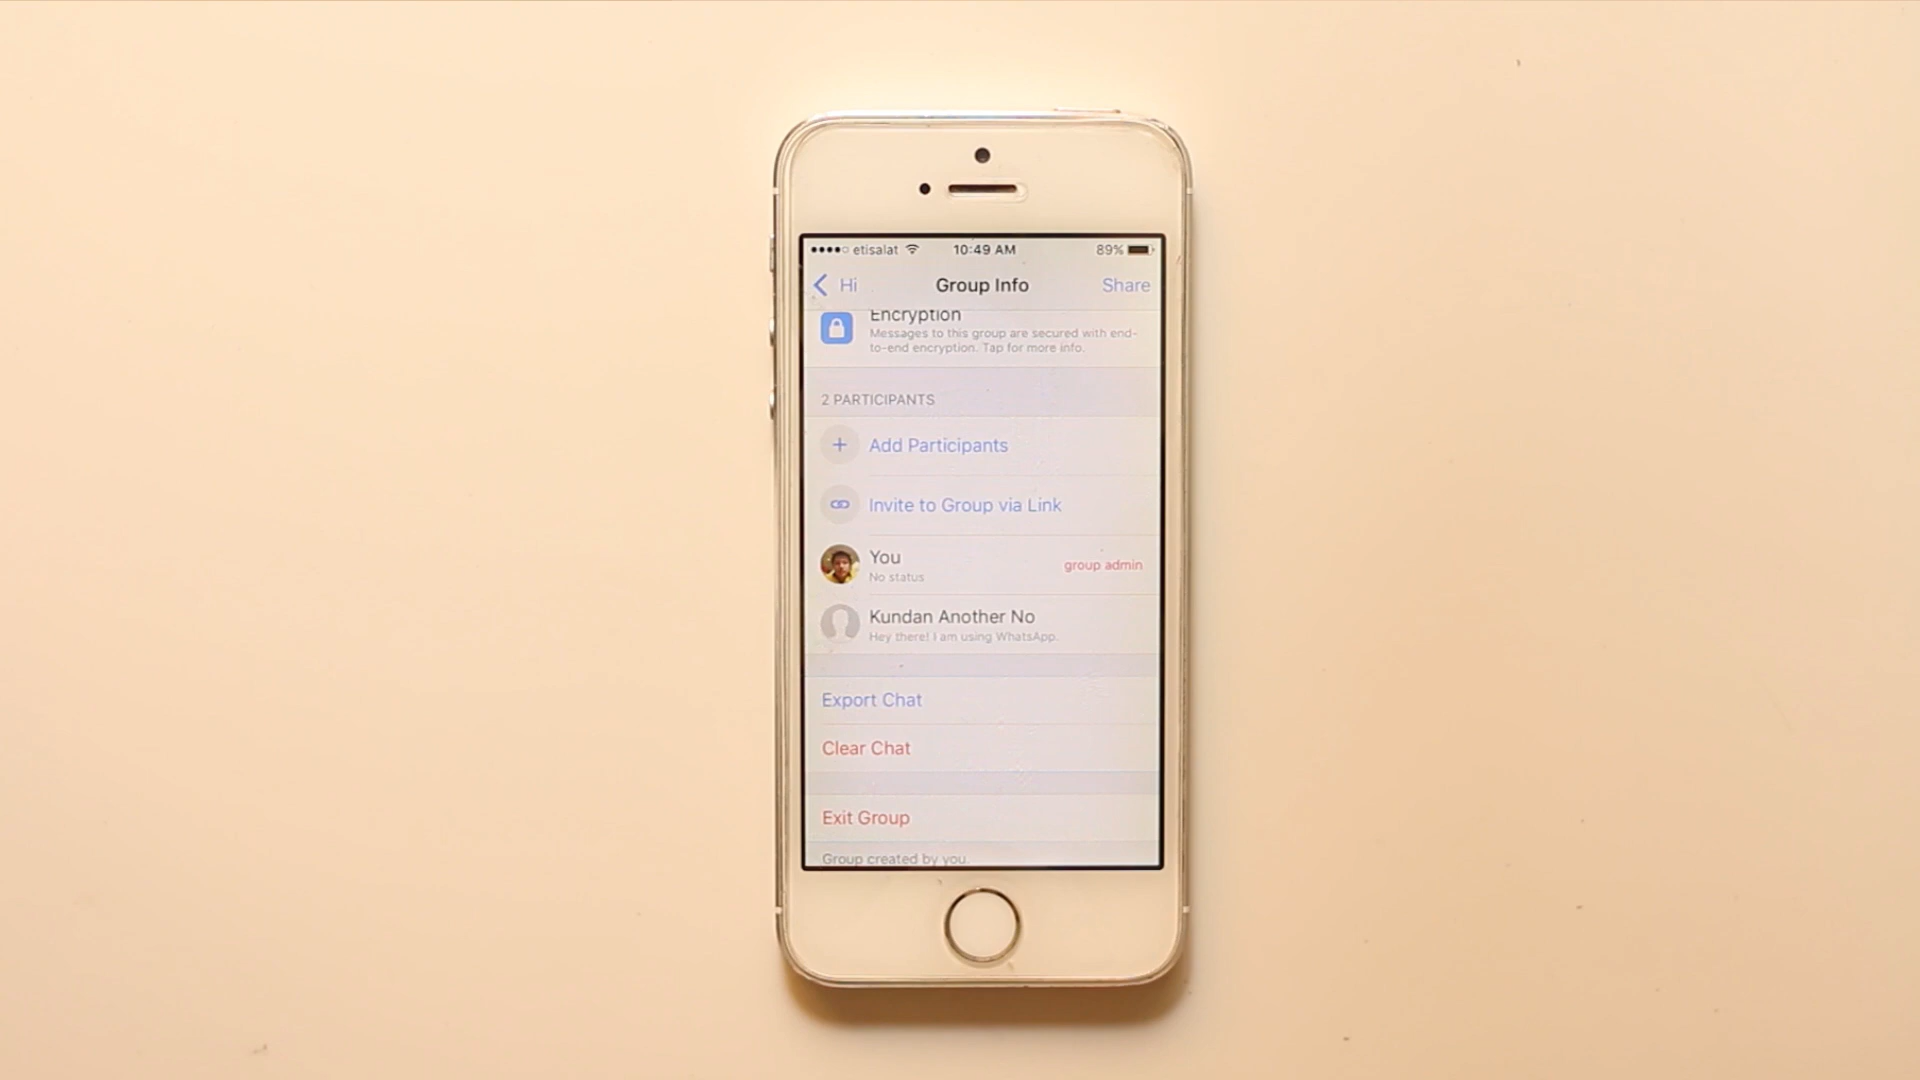 etisalat 10:49 AM 89%
Hi Group Info Share
Encryption
Messages to this group are secured with end-
to-end encryption. Tap for more info.
2 PARTICIPANTS
Add Participants
Invite to Group via Link
You
No status
group admin
Kundan Another No
Hey there! I am using WhatsApp.
Export Chat
Clear Chat
Exit Group
Group created by you.